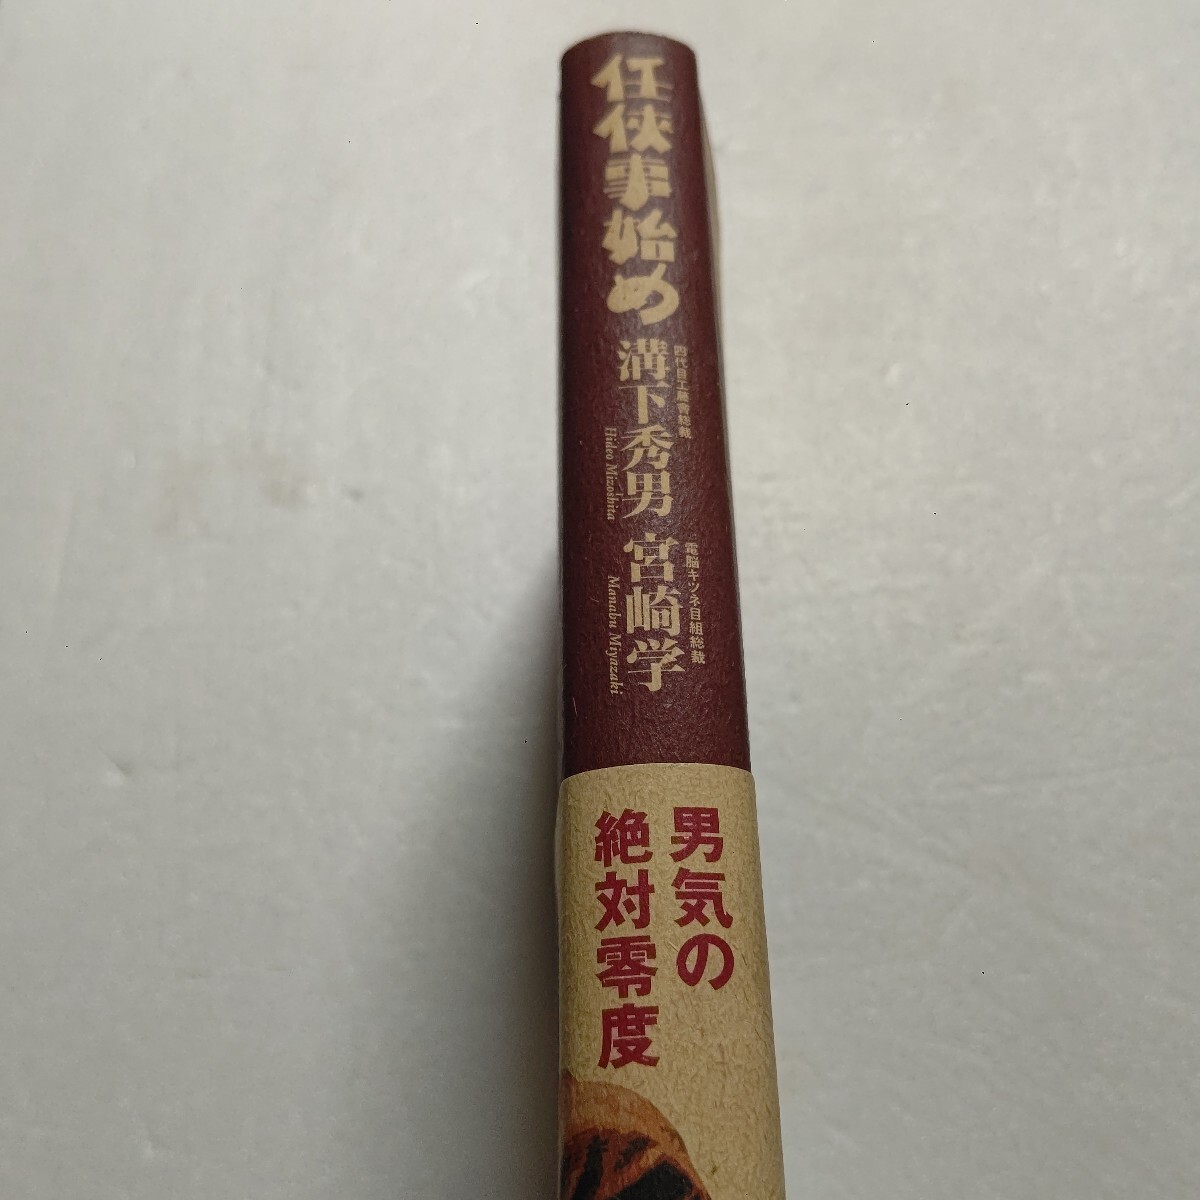 任侠事始め
四代目工藤會総裁
溝下秀男
Hideo Mizoshita
電脳キツネ目組総裁
宮崎学
Manabu Miyazaki
男気の
絶対零度